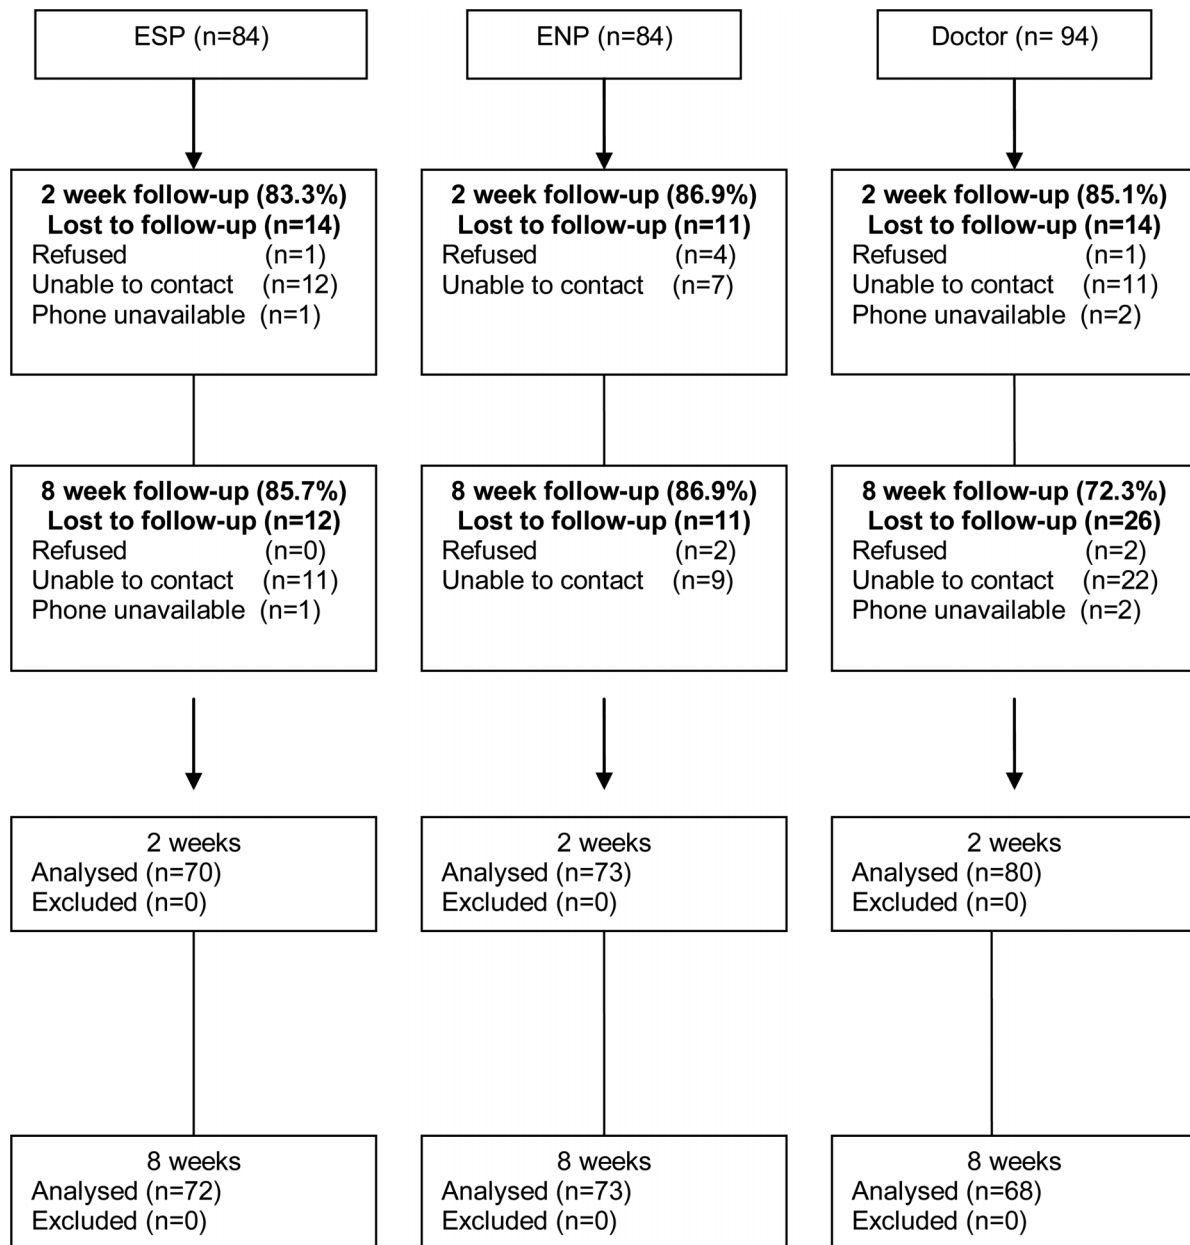 ESP (n=84)
ENP (n=84)
Doctor (n= 94)
2 week follow-up (83.3%)
Lost to follow-up (n=14)
Refused (n=1)
Unable to contact (n=12)
Phone unavailable (n=1)
2 week follow-up (86.9%)
Lost to follow-up (n=11)
Refused (n=4)
Unable to contact (n=7)
2 week follow-up (85.1%)
Lost to follow-up (n=14)
Refused (n=1)
Unable to contact (n=11)
Phone unavailable (n=2)
8 week follow-up (85.7%)
Lost to follow-up (n=12)
Refused (n=0)
Unable to contact (n=11)
Phone unavailable (n=1)
8 week follow-up (86.9%)
Lost to follow-up (n=11)
Refused (n=2)
Unable to contact (n=9)
8 week follow-up (72.3%)
Lost to follow-up (n=26)
Refused (n=2)
Unable to contact (n=22)
Phone unavailable (n=2)
2 weeks
Analysed (n=70)
Excluded (n=0)
2 weeks
Analysed (n=73)
Excluded (n=0)
2 weeks
Analysed (n=80)
Excluded (n=0)
8 weeks
Analysed (n=72)
Excluded (n=0)
8 weeks
Analysed (n=73)
Excluded (n=0)
8 weeks
Analysed (n=68)
Excluded (n=0)